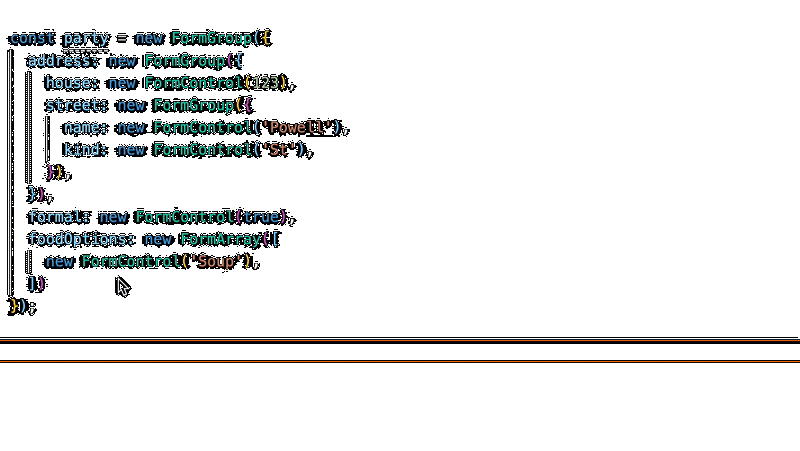 const party = new FormGroup({
address: new FormGroup({
house: new FormControl(123),
street: new FormGroup({
name: new FormControl('Powell'),
kind: new FormControl('St'),
}),
}),
formal: new FormControl(true),
foodOptions: new FormArray([
new FormControl('Soup'),
])
});